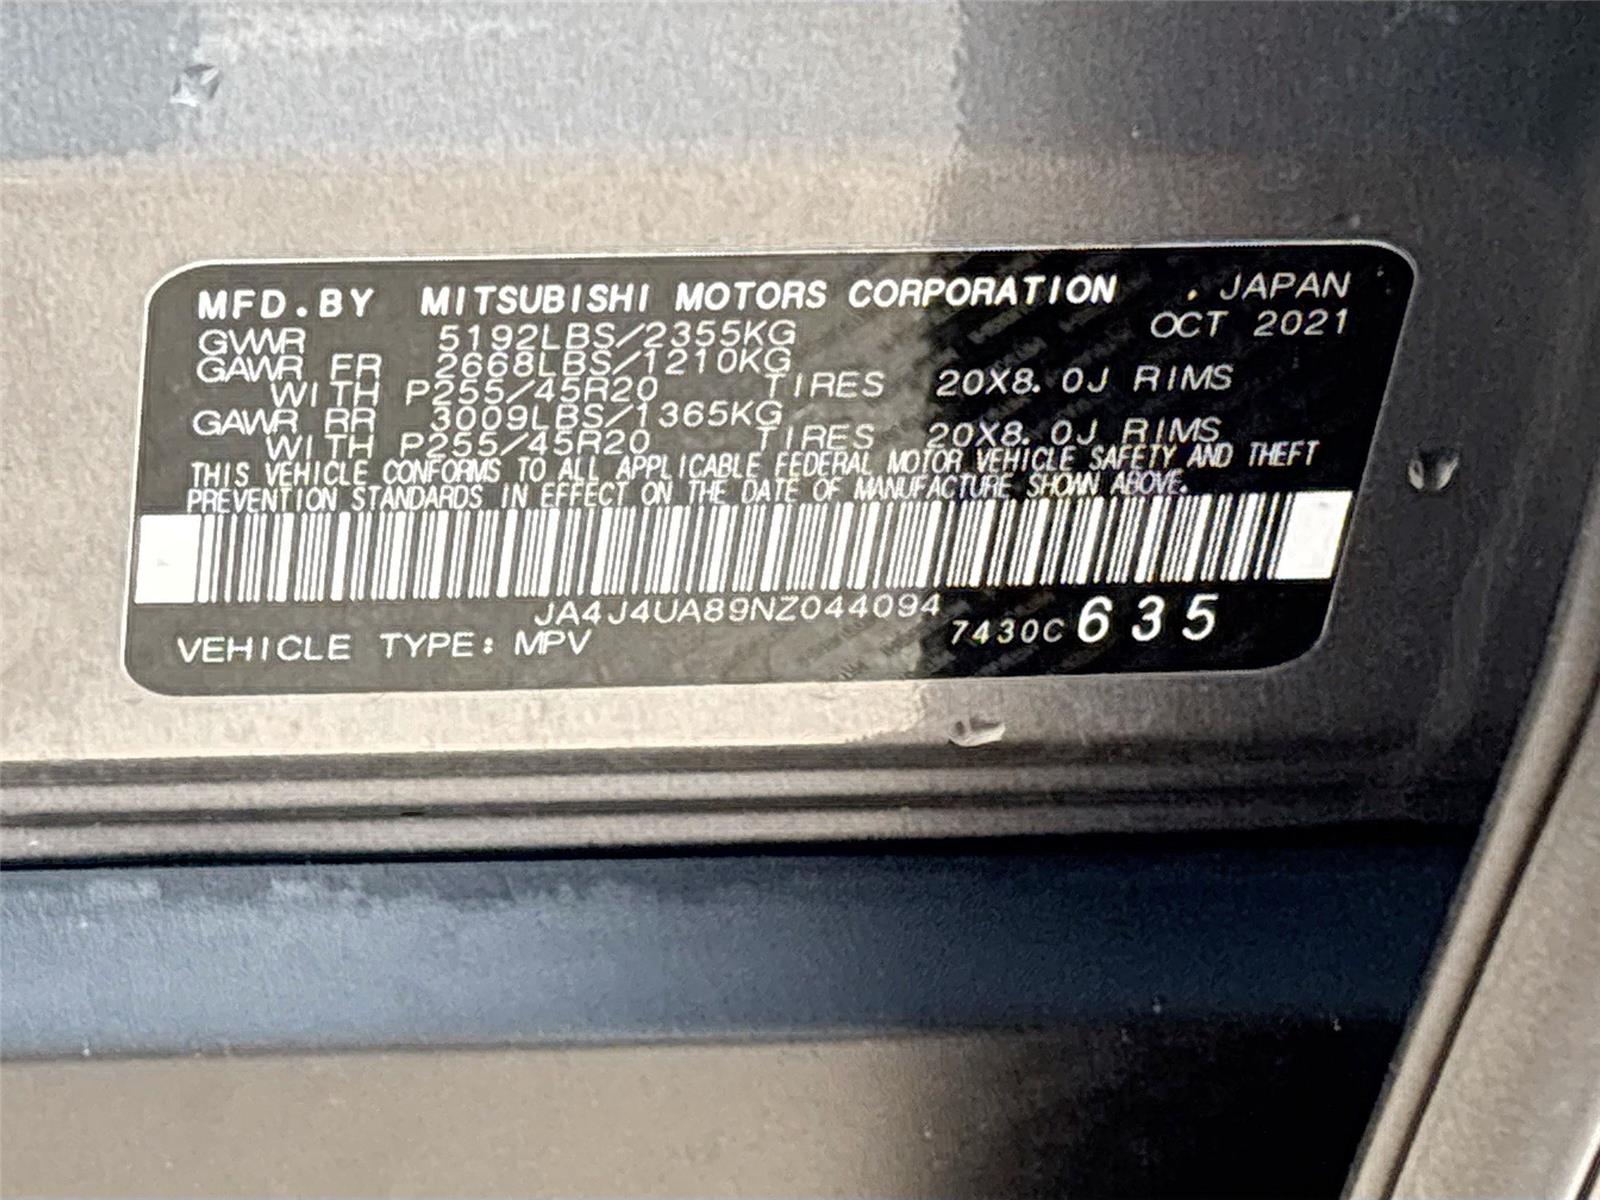 MFD.BY MITSUBISHI MOTORS CORPORATION . JAPAN
OCT 2021
GVWR 5192LBS/2355KG
GAWR FR 2668LBS/1210KG
WITH P255/45R20 TIRES 20X8.0J RIMS
GAWR RR 3009LBS/1365KG
WITH P255/45R20 TIRES 20X8.0J RIMS
THIS VEHICLE CONFORMS TO ALL APPLICABLE FEDERAL MOTOR VEHICLE SAFETY AND THEFT
PREVENTION STANDARDS IN EFFECT ON THE DATE OF MANUFACTURE SHOWN ABOVE.
JA4J4UA89NZ044094
VEHICLE TYPE: MPV 7430C635